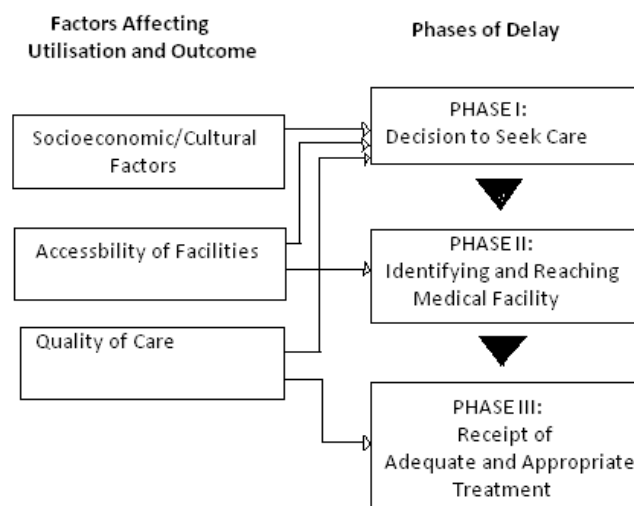 Factors Affecting
Utilisation and Outcome
Phases of Delay
Socioeconomic/Cultural
Factors
Accessbility of Facilities
Quality of Care
PHASE I:
Decision to Seek Care
PHASE II:
Identifying and Reaching
Medical Facility
PHASE III:
Receipt of
Adequate and Appropriate
Treatment